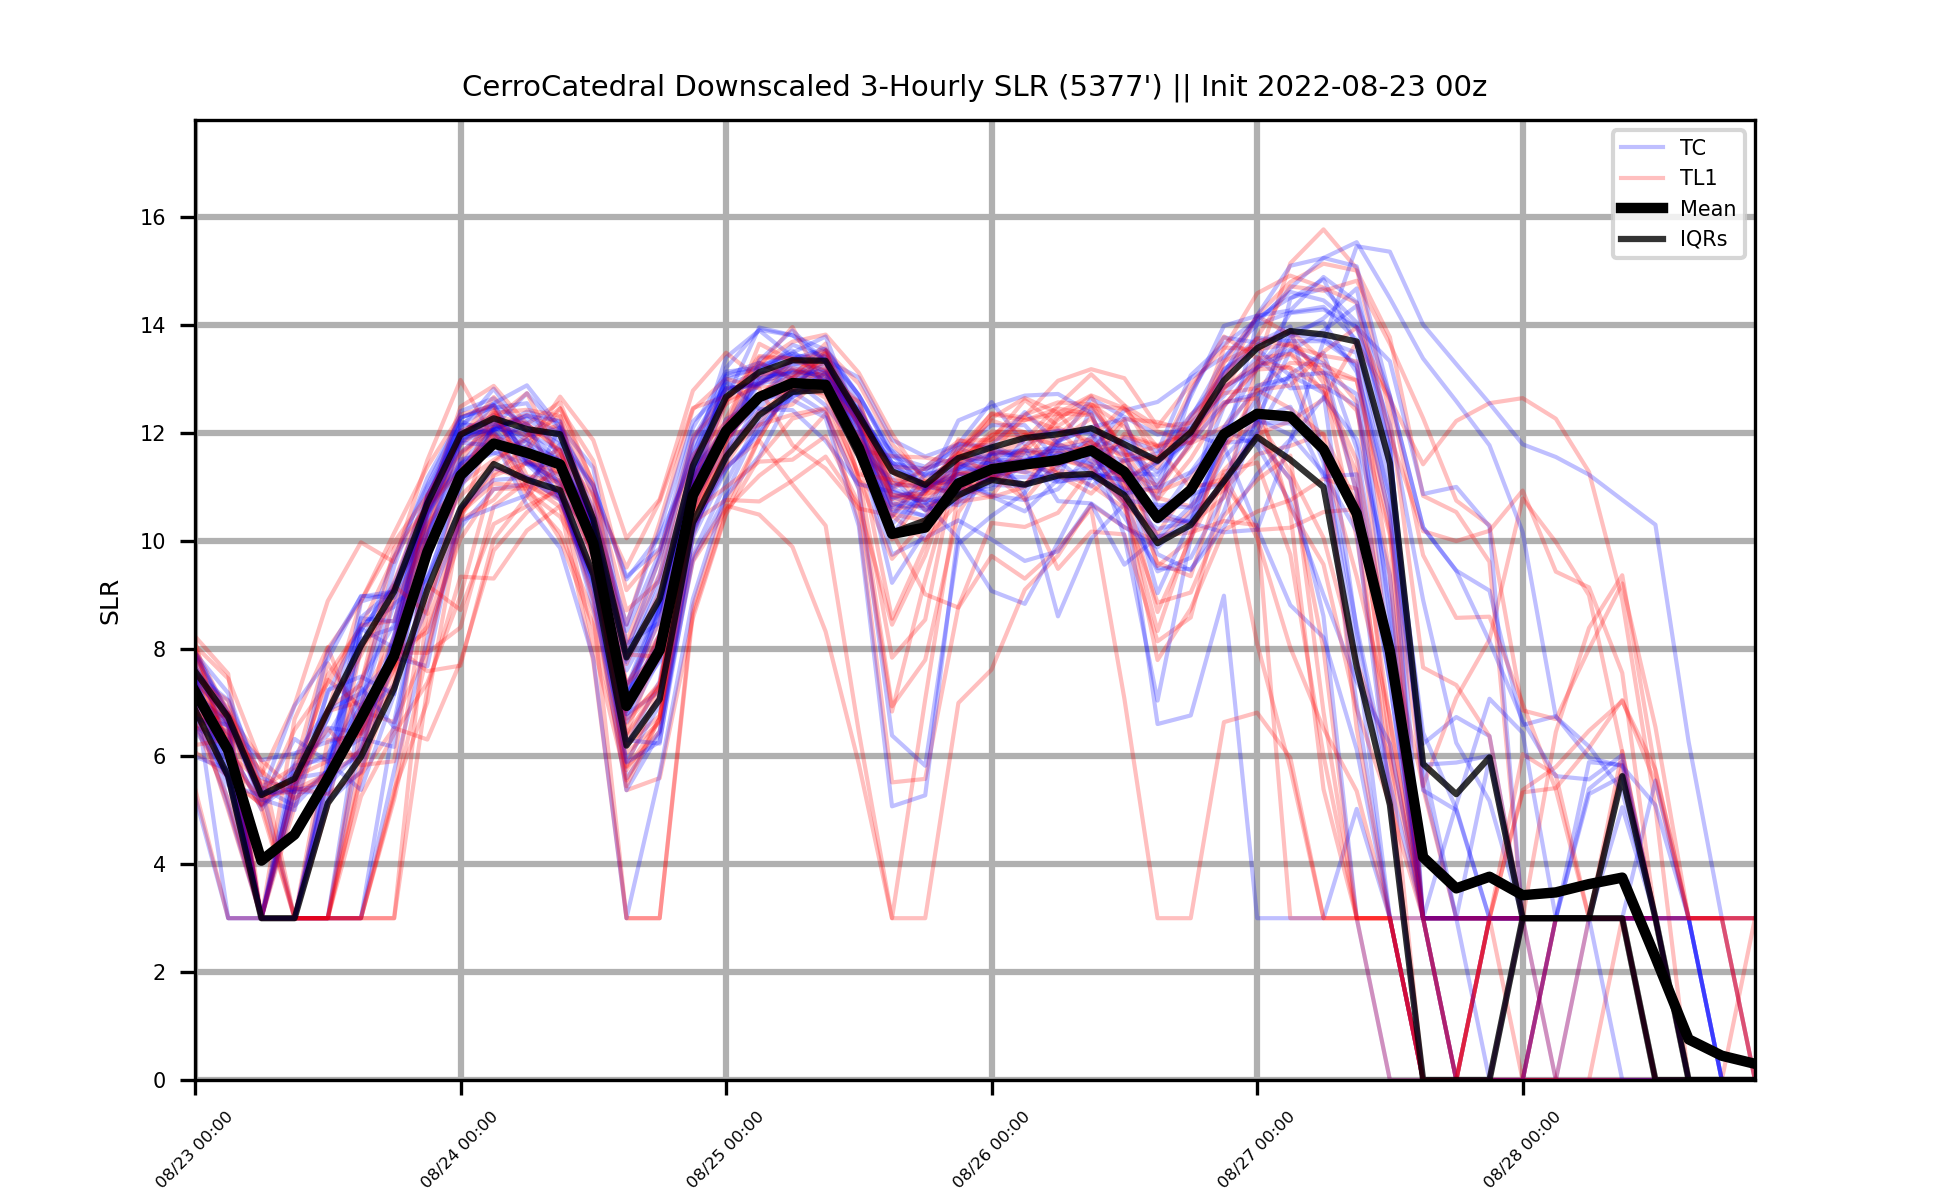 CerroCatedral Downscaled 3-Hourly SLR (5377') || Init 2022-08-23 00z
TC
TL1
Mean
IQRs
SLR
16
14
12
10
8
6
4
2
0
08/23 00:00
08/24 00:00
08/25 00:00
08/26 00:00
08/27 00:00
08/28 00:00